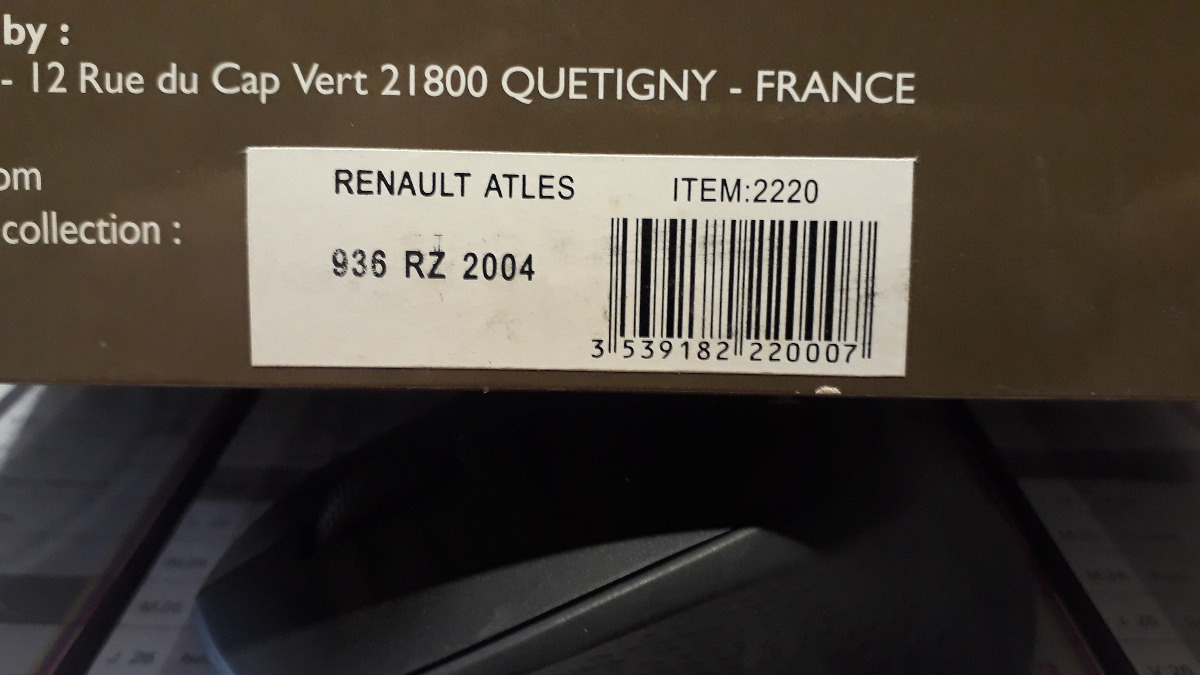 by :
- 12 Rue du Cap Vert 21800 QUETIGNY - FRANCE
om
collection :
RENAULT ATLES
ITEM:2220
936 RZ 2004
3 539182 220007